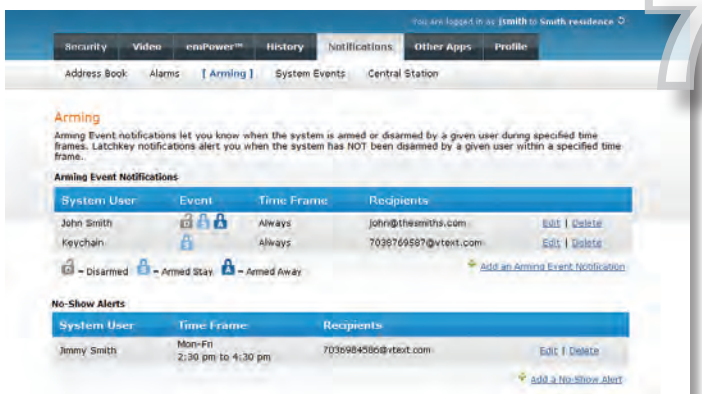 You are logged in as jsmith to Smith residence
7
Security Video emPower™ History Notifications Other Apps Profile
Address Book Alarms [ Arming ] System Events Central Station
Arming
Arming Event notifications let you know when the system is armed or disarmed by a given user during specified time
frames. Latchkey notifications alert you when the system has NOT been disarmed by a given user within a specified time
frame.
Arming Event Notifications
System User Event Time Frame Recipients
John Smith Always john@thesmiths.com Edit | Delete
Keychain Always 7038769587@vtext.com Edit | Delete
= Disarmed = Armed Stay = Armed Away Add an Arming Event Notification
No-Show Alerts
System User Time Frame Recipients
Jimmy Smith Mon-Fri 7036984586@vtext.com Edit | Delete
2:30 pm to 4:30 pm
Add a No-Show Alert